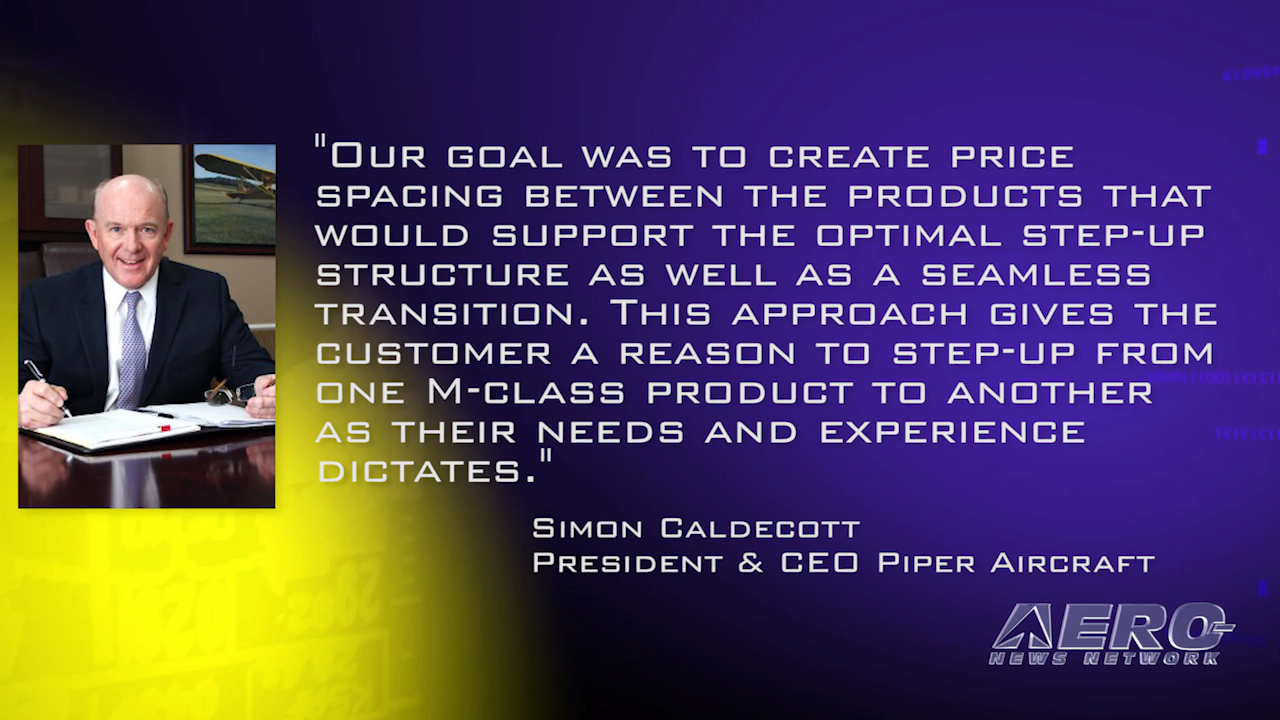 "Our goal was to create price
spacing between the products that
would support the optimal step-up
structure as well as a seamless
transition. This approach gives the
customer a reason to step-up from
one M-class product to another
as their needs and experience
dictates."
Simon Caldecott
President & CEO Piper Aircraft
AERO
NEWS NETWORK